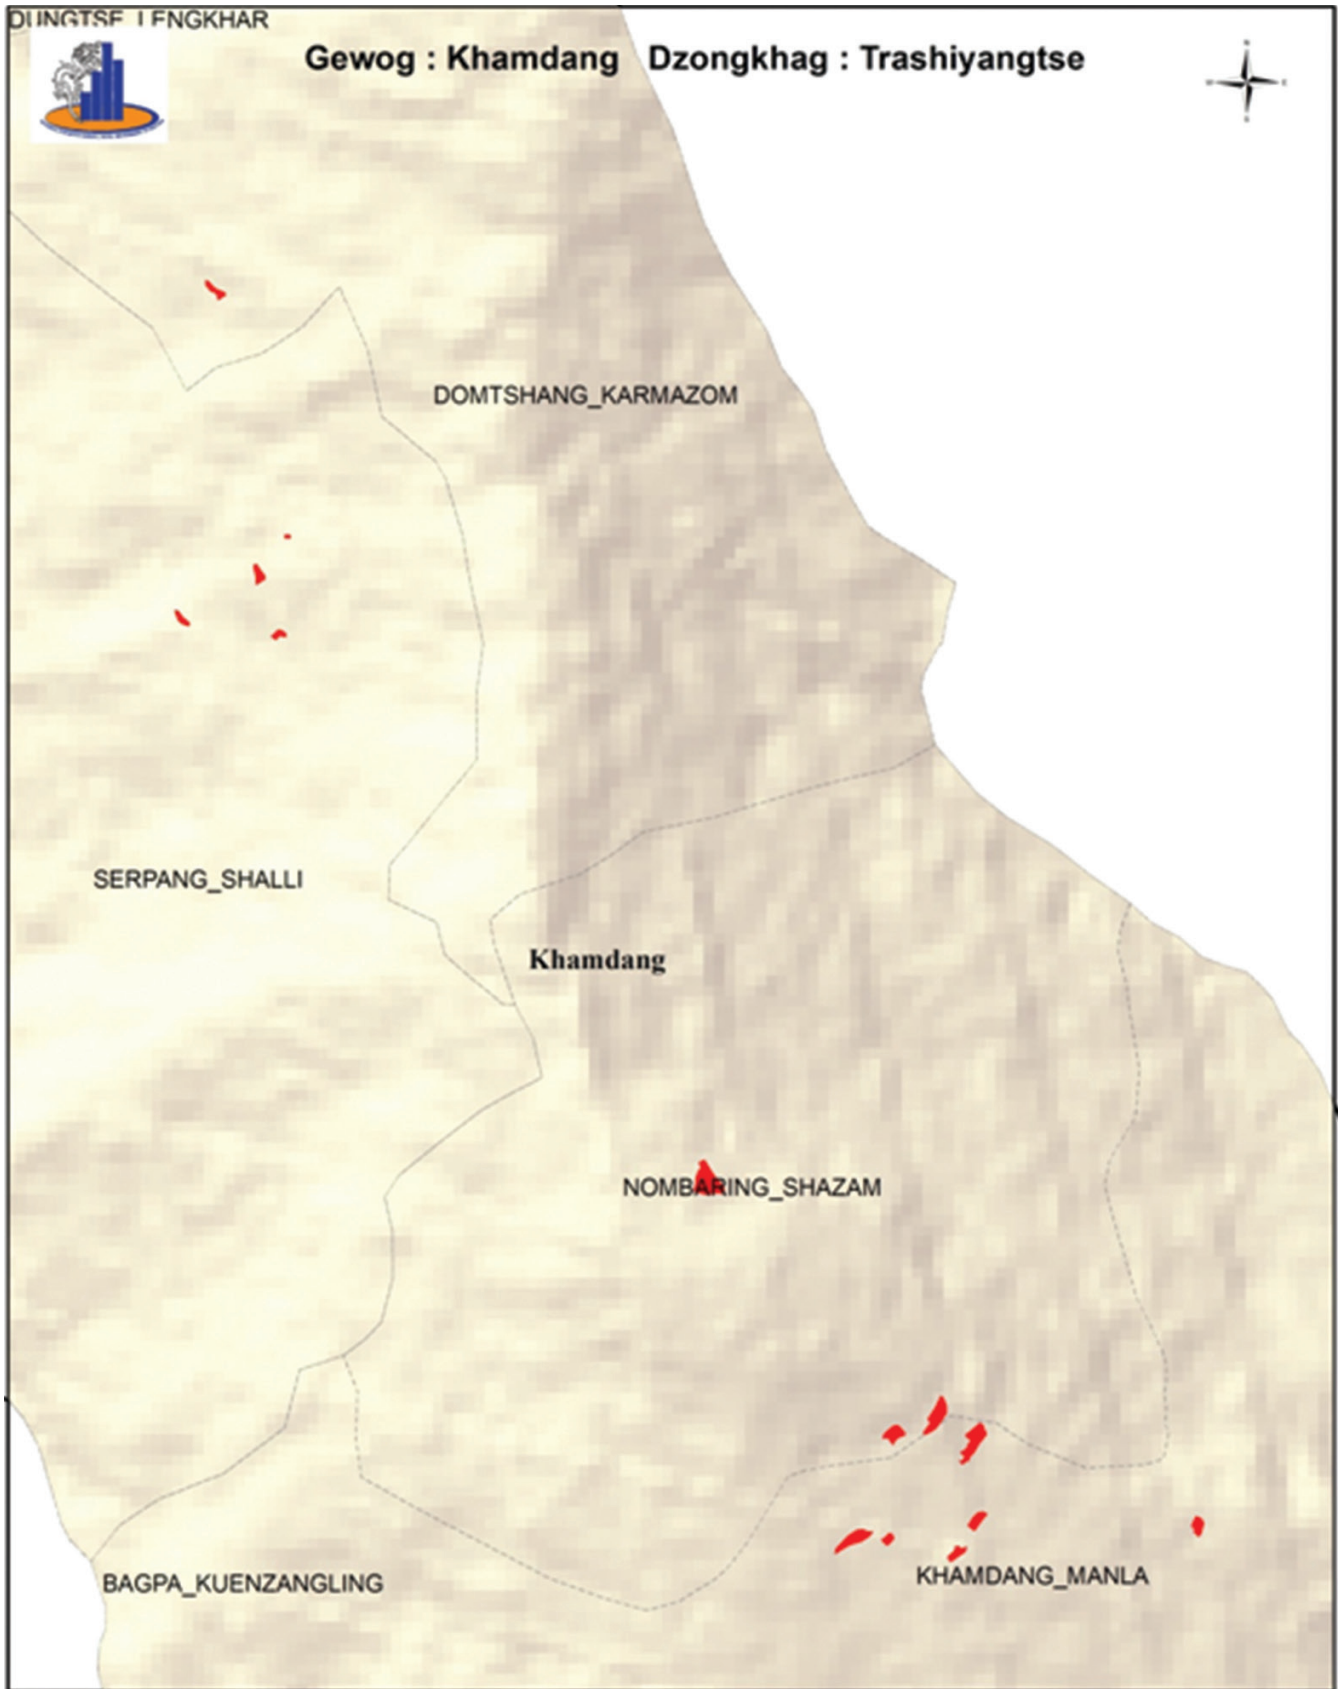 DUNGTSE_LENGKHAR
Gewog : Khamdang Dzongkhag : Trashiyangtse
N
W E
S
DOMTSHANG_KARMAZOM
SERPANG_SHALLI
Khamdang
NOMBARING_SHAZAM
KHAMDANG_MANLA
BAGPA_KUENZANGLING